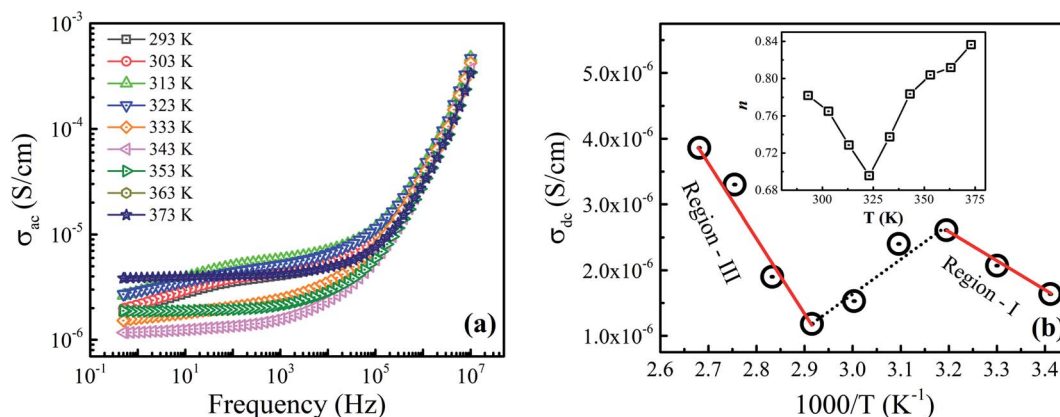 10⁻³
10⁻⁴
10⁻⁵
10⁻⁶
σac (S/cm)
293 K
303 K
313 K
323 K
333 K
343 K
353 K
363 K
373 K
(a)
10⁻¹ 10¹ 10³ 10⁵ 10⁷
Frequency (Hz)
5.0x10⁻⁶
4.0x10⁻⁶
3.0x10⁻⁶
2.0x10⁻⁶
1.0x10⁻⁶
σdc (S/cm)
0.84
0.80
0.76
0.72
0.68
n
300 325 350 375
T (K)
Region - III
Region - I
(b)
2.6 2.7 2.8 2.9 3.0 3.1 3.2 3.3 3.4
1000/T (K⁻¹)